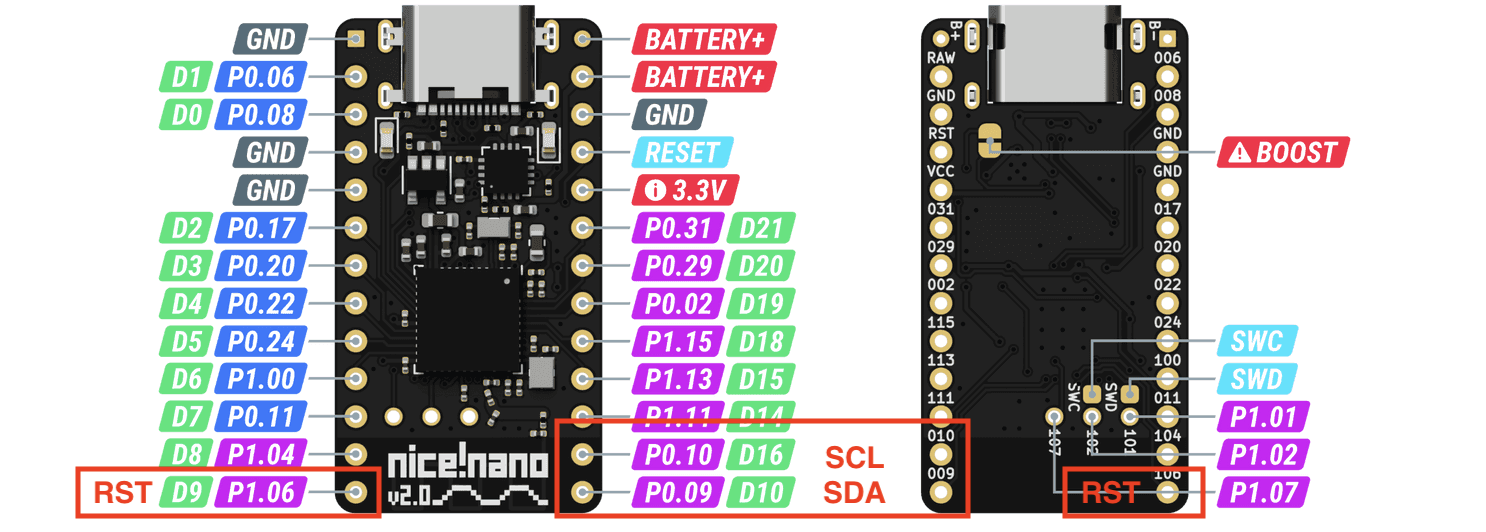 GND BATTERY+
D1 P0.06 BATTERY+
D0 P0.08 GND
GND RESET
GND 3.3V
D2 P0.17 P0.31 D21
D3 P0.20 P0.29 D20
D4 P0.22 P0.02 D19
D5 P0.24 P1.15 D18
D6 P1.00 P1.13 D15
D7 P0.11 P1.11 D14
D8 P1.04 nice!nano P0.10 D16 SCL
RST D9 P1.06 v2.0 P0.09 D10 SDA
B+ B-
RAW 006
GND 008
RST GND
BOOST
VCC GND
031 017
029 020
002 022
115 024
SWC
113 100
SWD
SWC SWD
111 011
P1.01
107 102 101
010 104
P1.02
009 106
RST P1.07